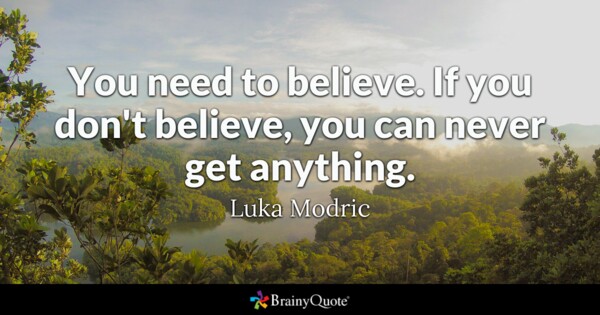 You need to believe. If you
don't believe, you can never
get anything.
Luka Modric
BrainyQuote